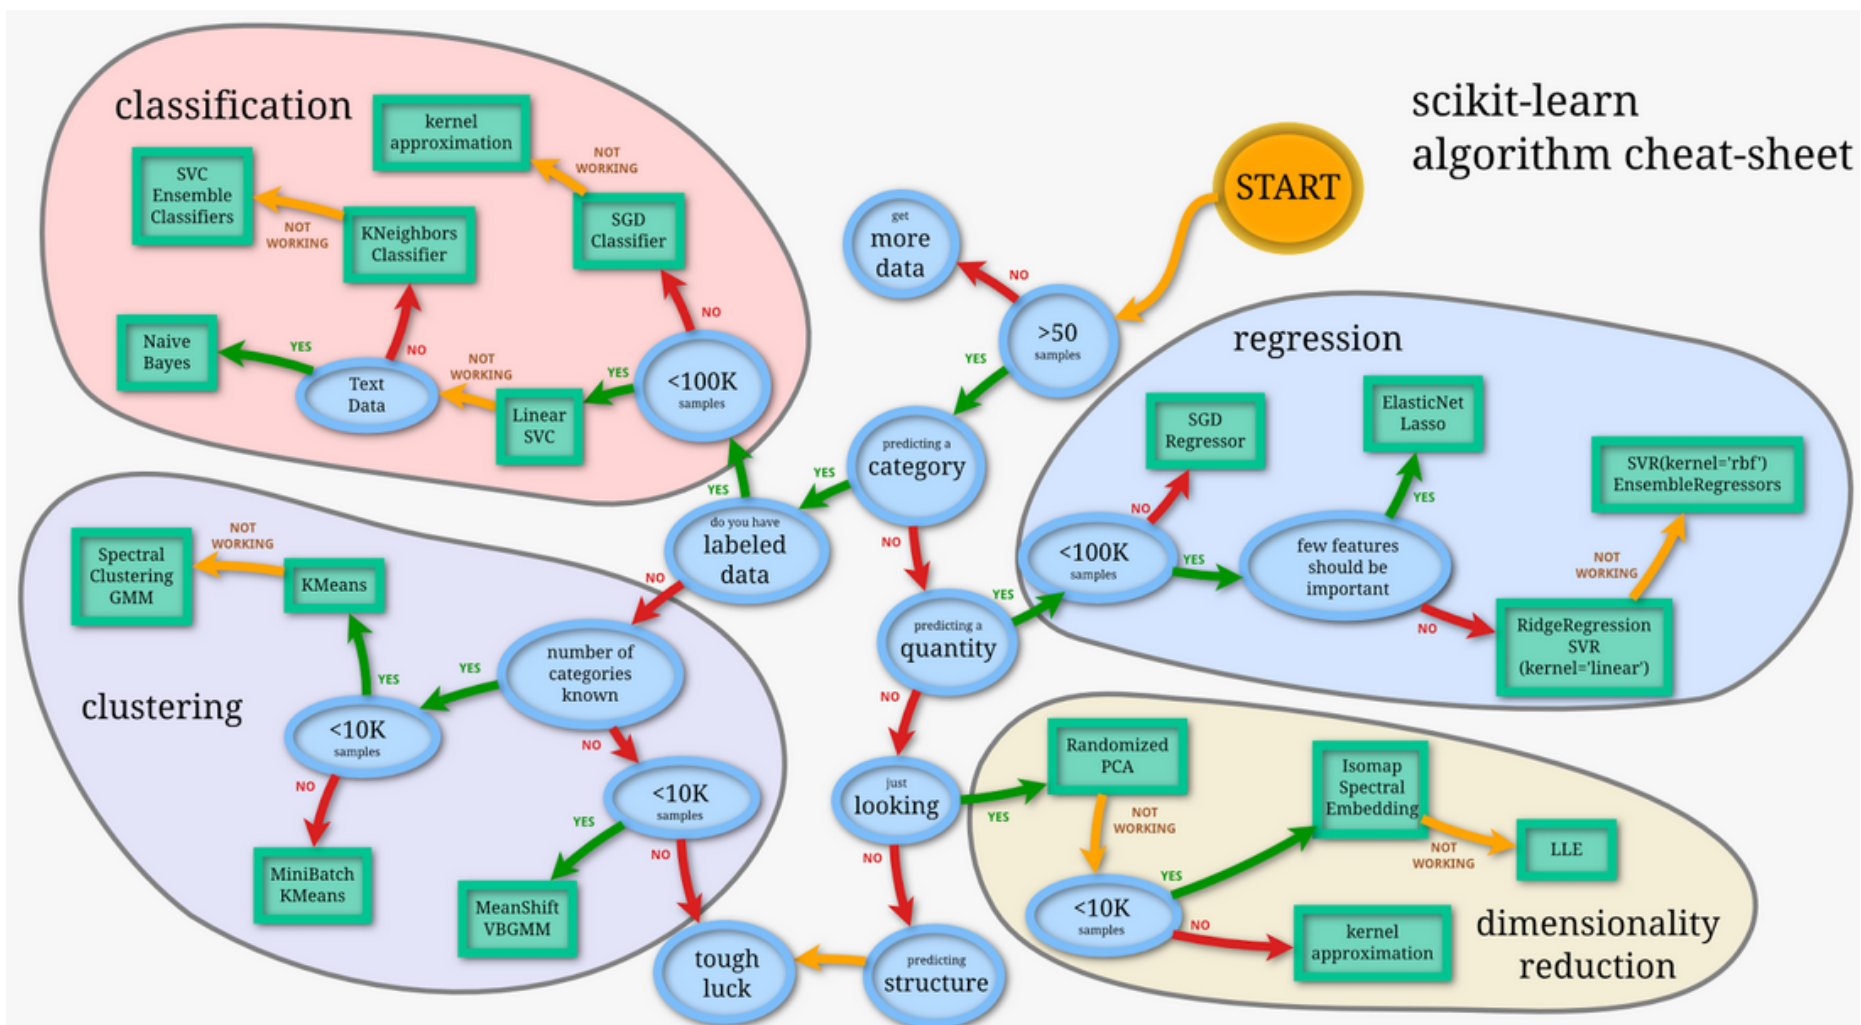 scikit-learn
algorithm cheat-sheet
START
get
more
data
NO
>50
samples
YES
predicting a
category
YES
NO
do you have
labeled
data
YES
NO
predicting a
quantity
YES
NO
just
looking
YES
NO
predicting
structure
tough
luck
classification
kernel
approximation
NOT
WORKING
SVC
Ensemble
Classifiers
NOT
WORKING
KNeighbors
Classifier
SGD
Classifier
NO
Naive
Bayes
YES
Text
Data
NO
NOT
WORKING
Linear
SVC
YES
<100K
samples
clustering
Spectral
Clustering
GMM
NOT
WORKING
KMeans
YES
<10K
samples
NO
MiniBatch
KMeans
YES
number of
categories
known
NO
<10K
samples
YES
NO
MeanShift
VBGMM
regression
SGD
Regressor
NO
<100K
samples
YES
few features
should be
important
YES
ElasticNet
Lasso
NO
RidgeRegression
SVR
(kernel='linear')
NOT
WORKING
SVR(kernel='rbf')
EnsembleRegressors
dimensionality
reduction
Randomized
PCA
NOT
WORKING
<10K
samples
YES
Isomap
Spectral
Embedding
NOT
WORKING
LLE
NO
kernel
approximation